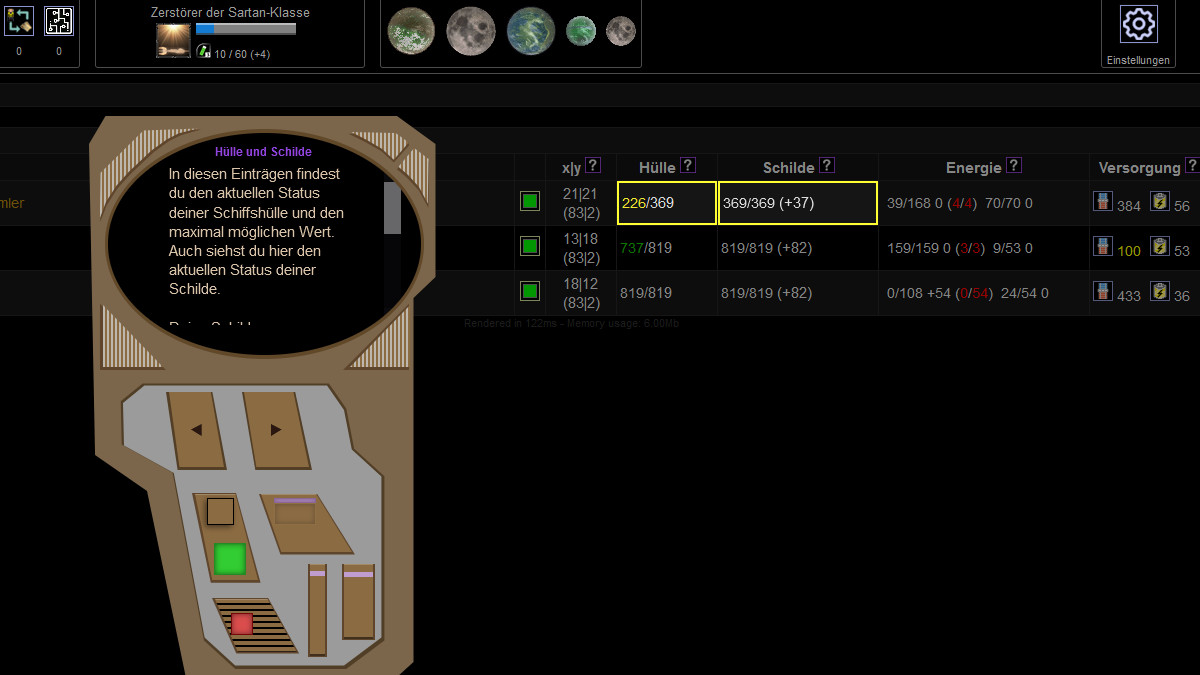 Zerstörer der Sartan-Klasse
0
0
10 / 60 (+4)
Einstellungen
Hülle und Schilde
In diesen Einträgen findest
du den aktuellen Status
deiner Schiffshülle und den
maximal möglichen Wert.
Auch siehst du hier den
aktuellen Status deiner
Schilde.
x|y ? Hülle ? Schilde ? Energie ? Versorgung ?
mler 21|21 226/369 369/369 (+37) 39/168 0 (4/4) 70/70 0 384 56
(83|2)
13|18 737/819 819/819 (+82) 159/159 0 (3/3) 9/53 0 100 53
(83|2)
18|12 819/819 819/819 (+82) 0/108 +54 (0/54) 24/54 0 433 36
(83|2)
Rendered in 122ms - Memory usage: 6.00Mb